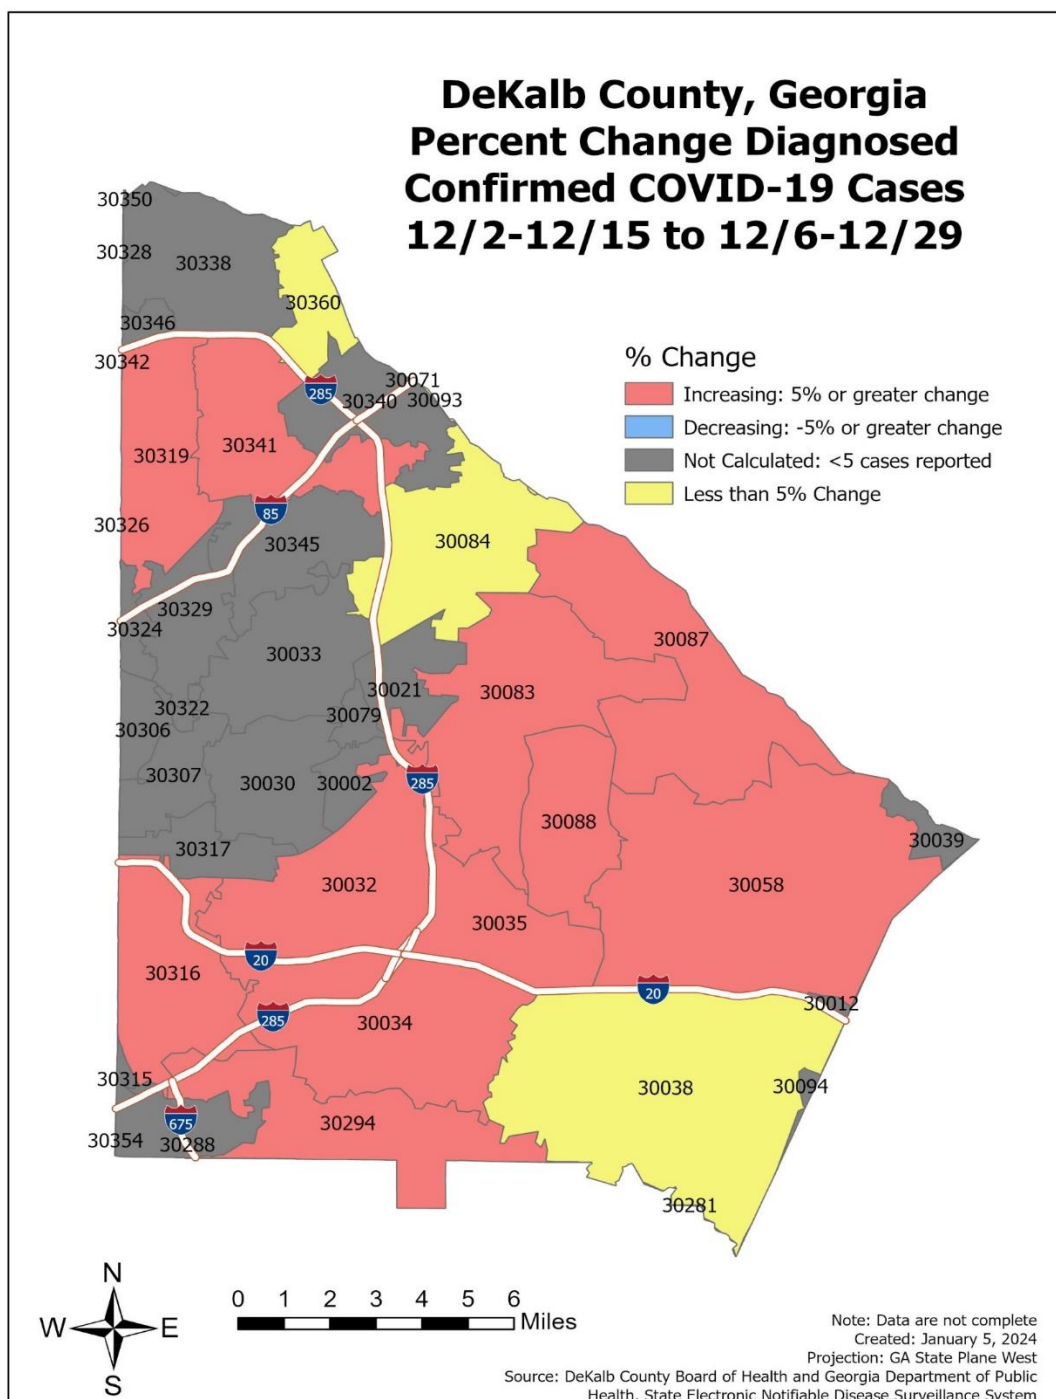 DeKalb County, Georgia
Percent Change Diagnosed
Confirmed COVID-19 Cases
12/2-12/15 to 12/6-12/29
30350
30328
30338
30360
30346
30342
% Change
Increasing: 5% or greater change
Decreasing: -5% or greater change
Not Calculated: <5 cases reported
Less than 5% Change
285
30071
30340
30093
30341
30319
85
30326
30345
30084
30329
30324
30033
30087
30021
30083
30322
30079
30306
30307
30030
30002
285
30088
30317
30039
30032
30058
30035
20
30316
20
30012
285
30034
30315
30038
30094
675
30294
30354
30288
30281
N
W
E
S
0 1 2 3 4 5 6
Miles
Note: Data are not complete
Created: January 5, 2024
Projection: GA State Plane West
Source: DeKalb County Board of Health and Georgia Department of Public
Health, State Electronic Notifiable Disease Surveillance System